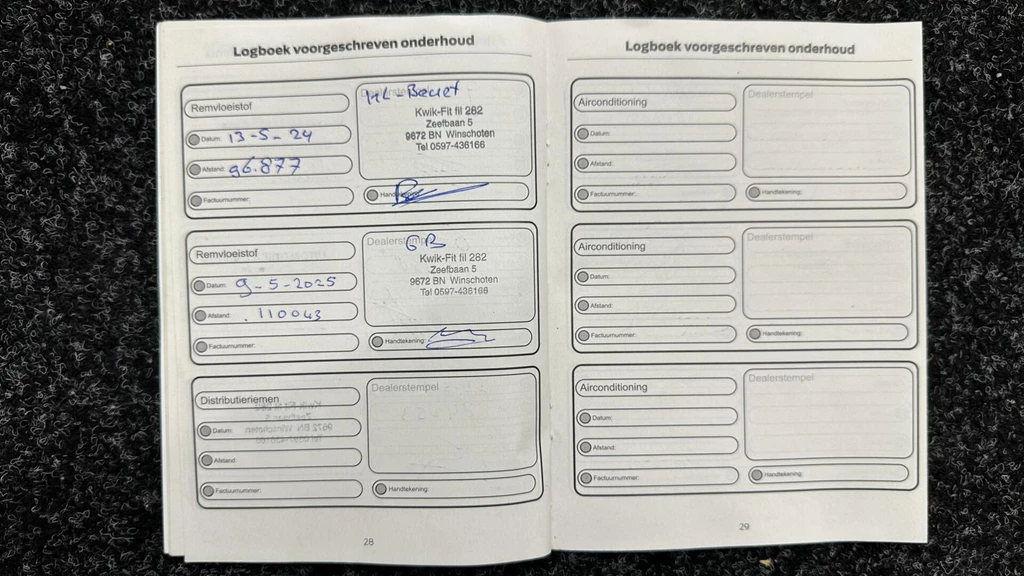 Logboek voorgeschreven onderhoud
Remvloeistof
Datum: 13-5-24
Afstand: 96.877
Factuurnummer:
Dealerstempel
Kwik-Fit fil 282
Zeefbaan 5
9672 BN Winschoten
Tel 0597-436166
Handtekening:
Remvloeistof
Datum: 9-5-2025
Afstand: 110043
Factuurnummer:
Dealerstempel
GB
Kwik-Fit fil 282
Zeefbaan 5
9672 BN Winschoten
Tel 0597-436166
Handtekening:
Distributieriemen
Datum:
Afstand:
Factuurnummer:
Dealerstempel
Handtekening:
28
Logboek voorgeschreven onderhoud
Airconditioning
Datum:
Afstand:
Factuurnummer:
Dealerstempel
Handtekening:
Airconditioning
Datum:
Afstand:
Factuurnummer:
Dealerstempel
Handtekening:
Airconditioning
Datum:
Afstand:
Factuurnummer:
Dealerstempel
Handtekening:
29